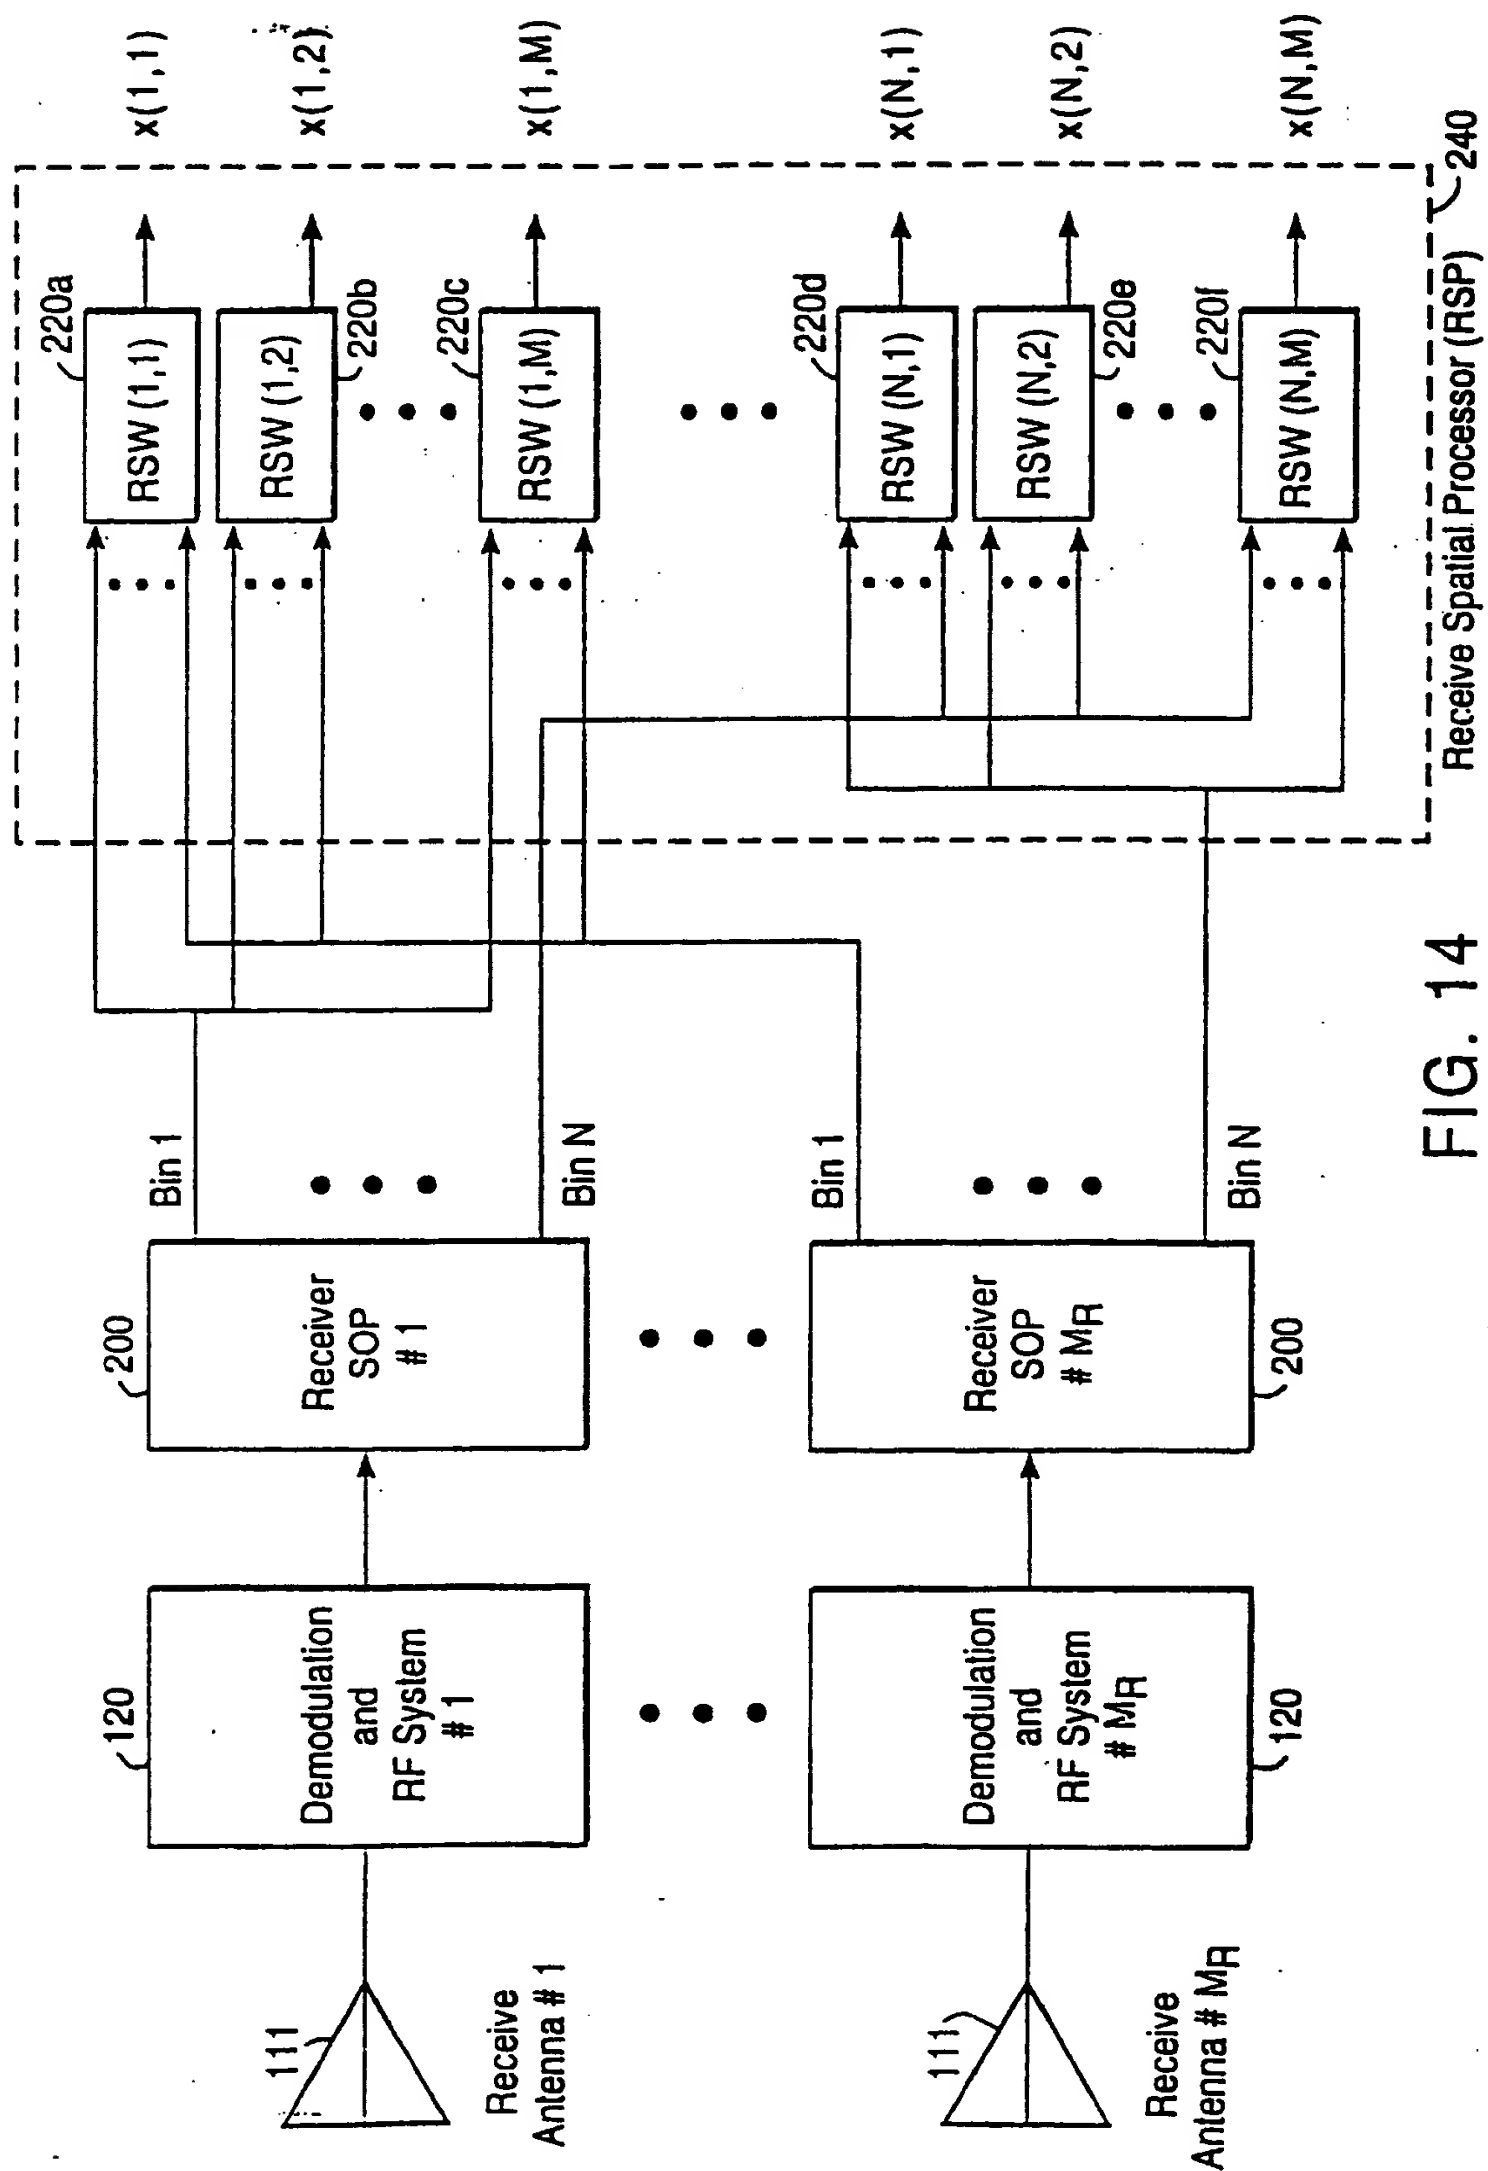 111
Receive
Antenna # 1
120
Demodulation
and
RF System
# 1
200
Receiver
SOP
# 1
Bin 1
Bin N
111
Receive
Antenna # MR
120
Demodulation
and
RF System
# MR
200
Receiver
SOP
# MR
Bin 1
Bin N
220a
RSW (1,1)
x(1,1)
RSW (1,2)
220b
x(1,2)
220c
RSW (1,M)
x(1,M)
220d
RSW (N,1)
x(N,1)
RSW (N,2)
220e
x(N,2)
220f
RSW (N,M)
x(N,M)
Receive Spatial Processor (RSP)
240
FIG. 14